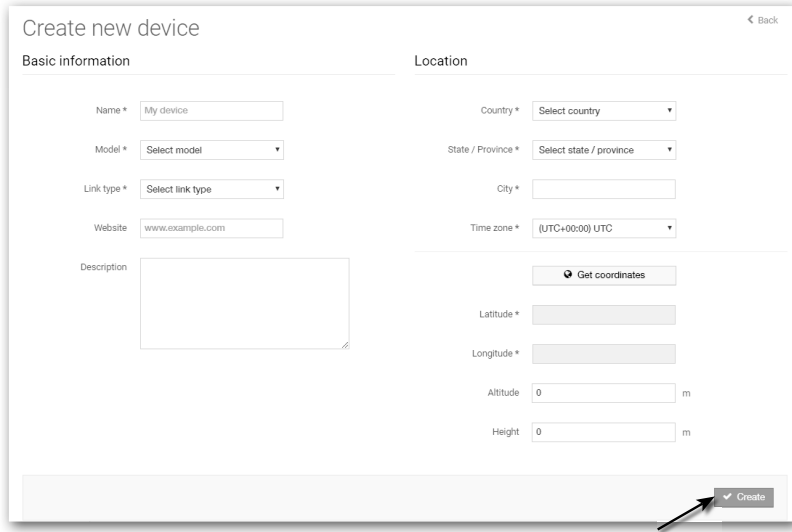 Create new device
Back
Basic information
Name *
My device
Model *
Select model
Link type *
Select link type
Website
www.example.com
Description
Location
Country *
Select country
State / Province *
Select state / province
City *
Time zone *
(UTC+00:00) UTC
Get coordinates
Latitude *
Longitude *
Altitude
0
m
Height
0
m
Create